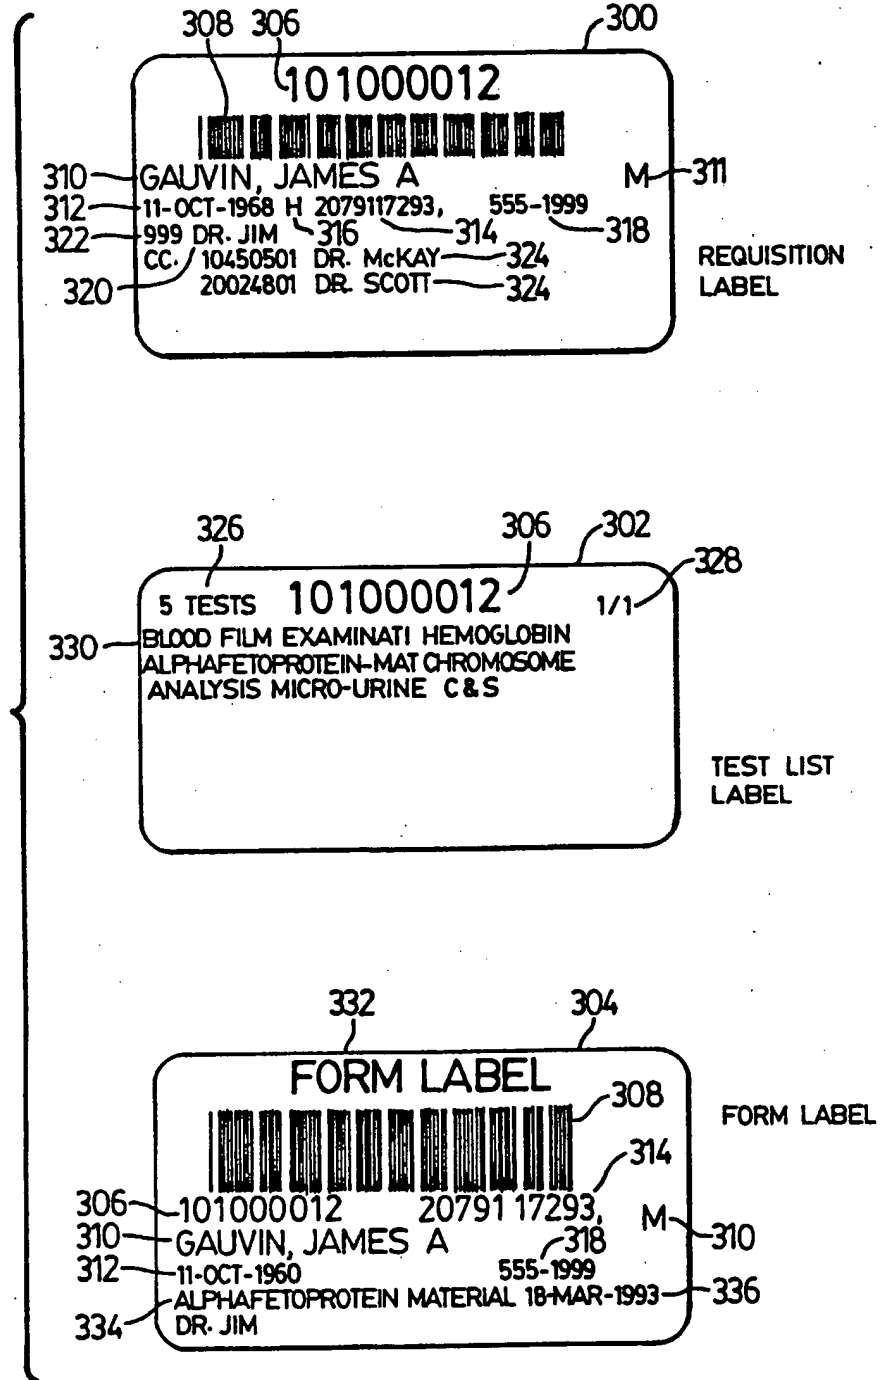 308 306 300
101000012
310 GAUVIN, JAMES A M 311
312 11-OCT-1968 H 2079117293, 555-1999
322 999 DR. JIM 316 314 318
CC. 10450501 DR. McKAY 324
320 20024801 DR. SCOTT 324
REQUISITION
LABEL
326 306 302 328
5 TESTS 101000012 1/1
330 BLOOD FILM EXAMINATI HEMOGLOBIN
ALPHAFETOPROTEIN-MAT CHROMOSOME
ANALYSIS MICRO-URINE C & S
TEST LIST
LABEL
332 304
FORM LABEL
308
FORM LABEL
314
306 101000012 20791 17293, M 310
310 GAUVIN, JAMES A 318
312 11-OCT-1960 555-1999
ALPHAFETOPROTEIN MATERIAL 18-MAR-1993 336
334 DR. JIM